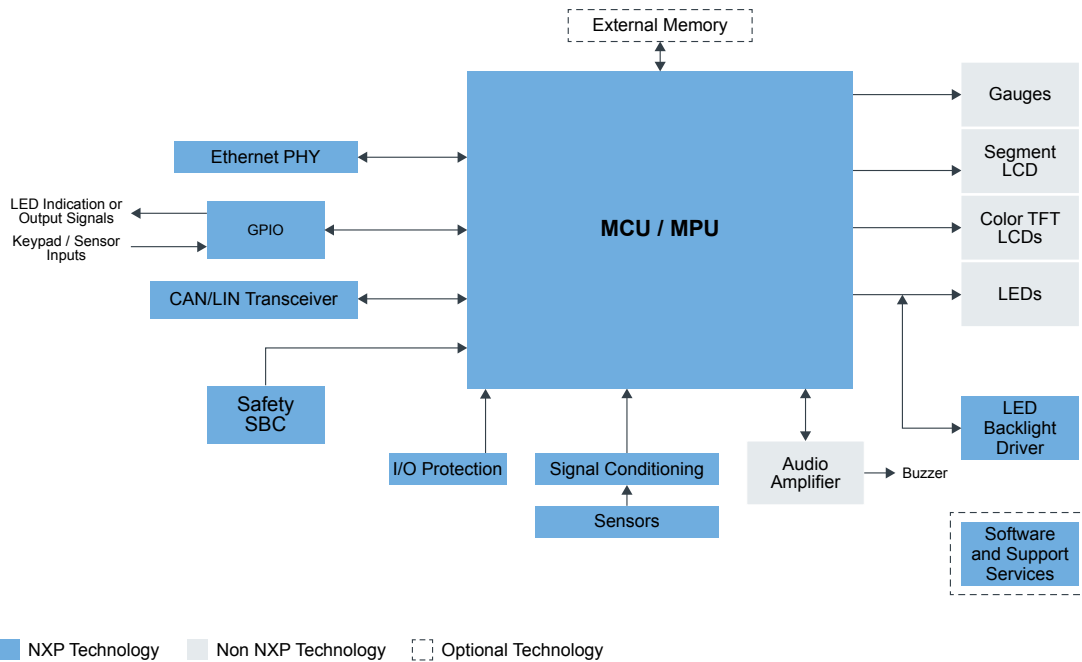 External Memory
Gauges
Ethernet PHY
Segment
LCD
LED Indication or
Output Signals
GPIO
Keypad / Sensor
Inputs
MCU / MPU
Color TFT
LCDs
CAN/LIN Transceiver
LEDs
Safety
SBC
LED
Backlight
Driver
I/O Protection
Signal Conditioning
Audio
Amplifier
Buzzer
Sensors
Software
and Support
Services
NXP Technology
Non NXP Technology
Optional Technology